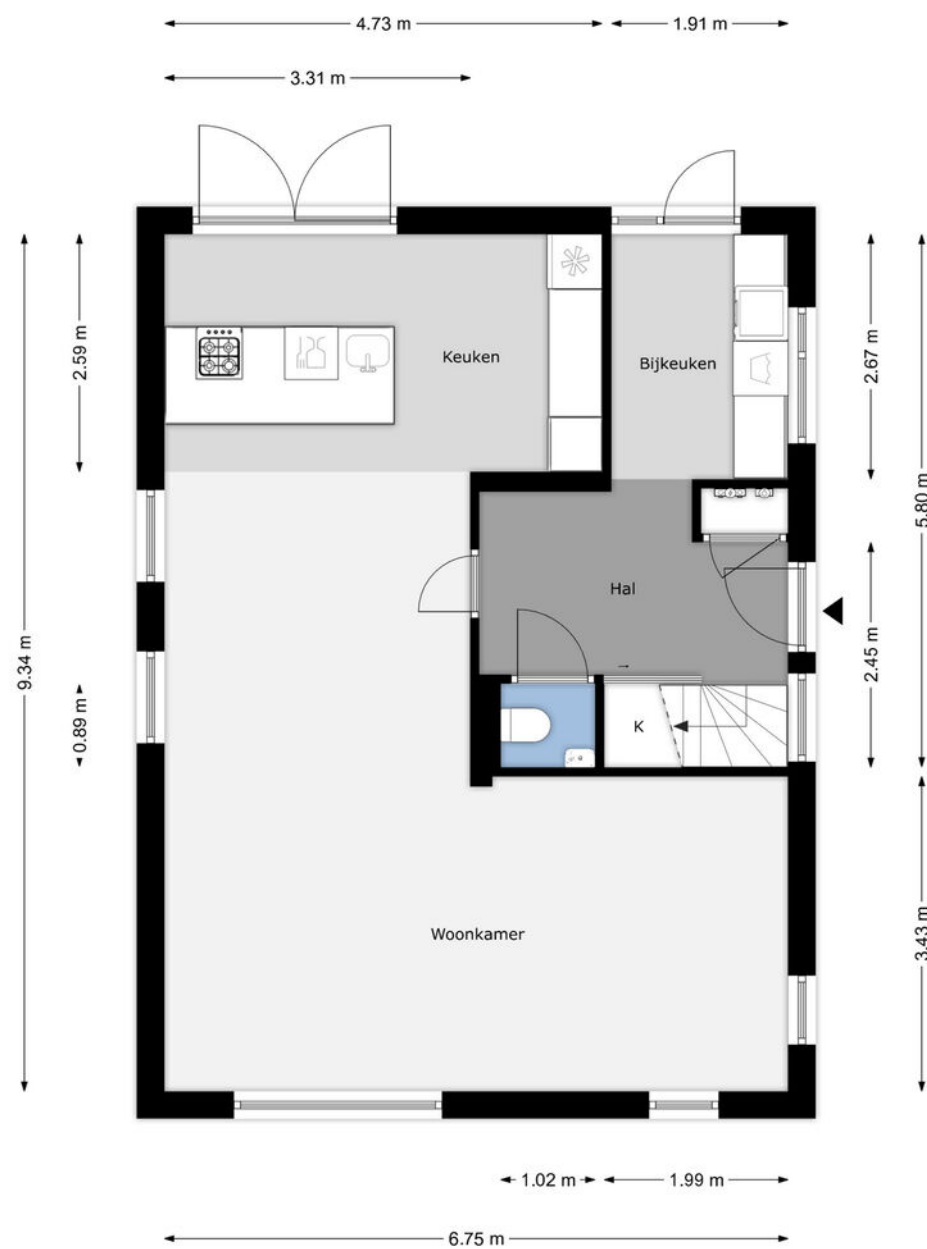 4.73 m
1.91 m
3.31 m
2.59 m
Keuken
Bijkeuken
2.67 m
5.80 m
Hal
9.34 m
2.45 m
0.89 m
K
Woonkamer
3.43 m
1.02 m
1.99 m
6.75 m